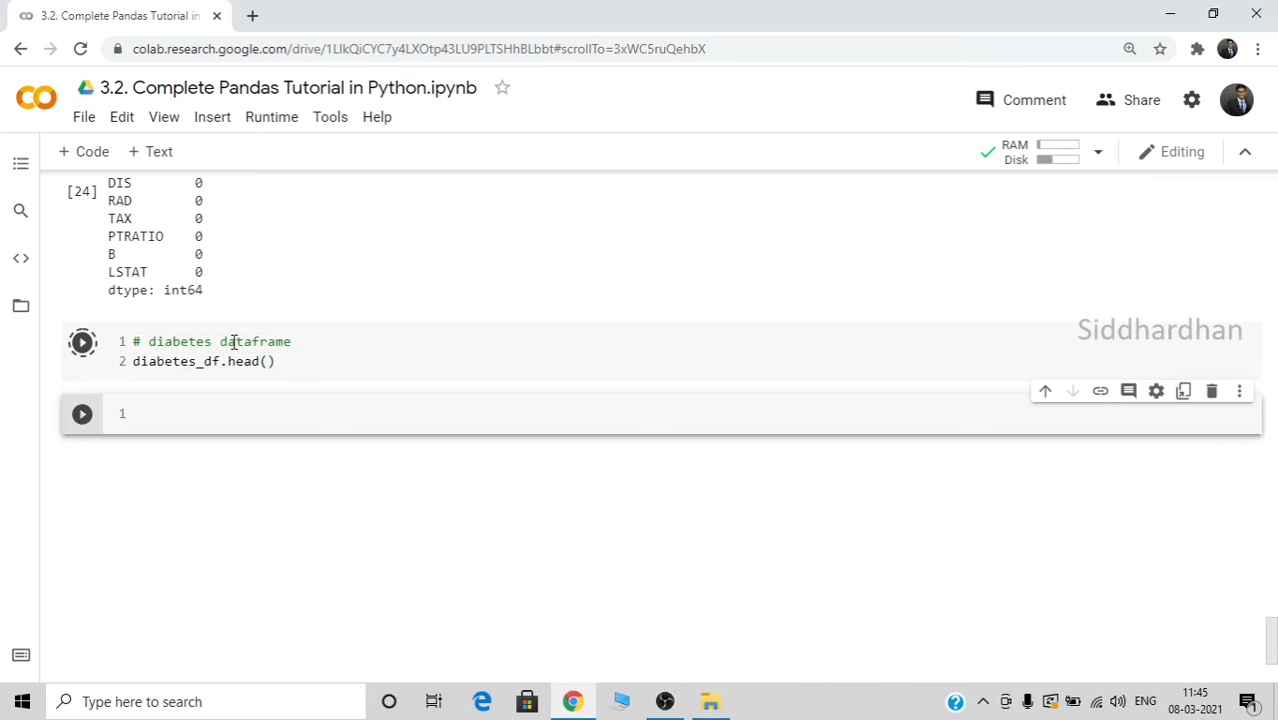 3.2. Complete Pandas Tutorial in
colab.research.google.com/drive/1LIkQiCYC7y4LXOtp43LU9PLTSHhBLbbt#scrollTo=3xWC5ruQehbX
3.2. Complete Pandas Tutorial in Python.ipynb
Comment
Share
File Edit View Insert Runtime Tools Help
+ Code + Text
RAM
Disk
Editing
[24]
DIS 0
RAD 0
TAX 0
PTRATIO 0
B 0
LSTAT 0
dtype: int64
Siddhardhan
1 # diabetes dataframe
2 diabetes_df.head()
1
Type here to search
ENG
11:45
08-03-2021
1